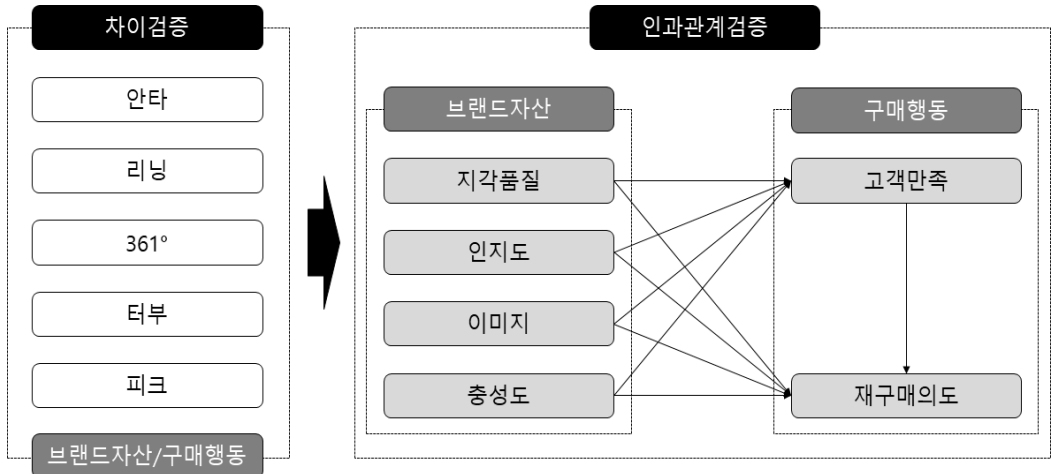 차이검증
안타
리닝
361°
터부
피크
브랜드자산/구매행동
인과관계검증
브랜드자산
지각품질
인지도
이미지
충성도
구매행동
고객만족
재구매의도